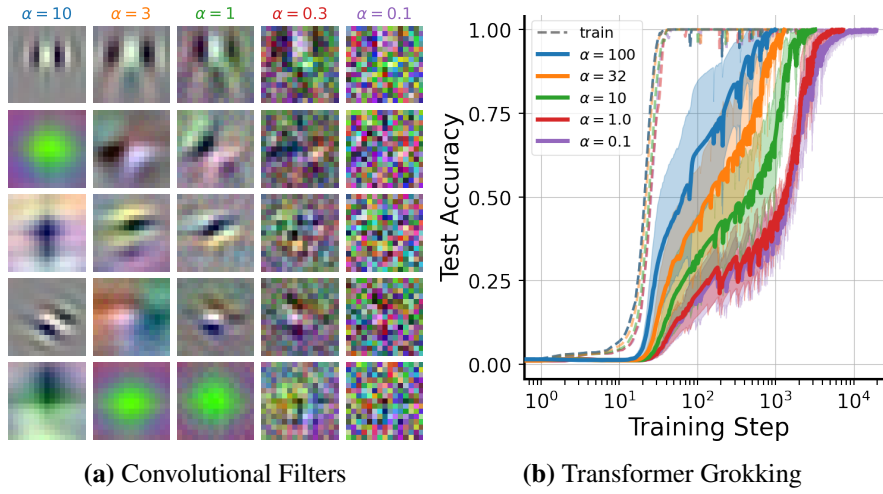 α = 10 α = 3 α = 1 α = 0.3 α = 0.1
(a) Convolutional Filters
Test Accuracy
1.00
0.75
0.50
0.25
0.00
train
α = 100
α = 32
α = 10
α = 1.0
α = 0.1
10⁰ 10¹ 10² 10³ 10⁴
Training Step
(b) Transformer Grokking